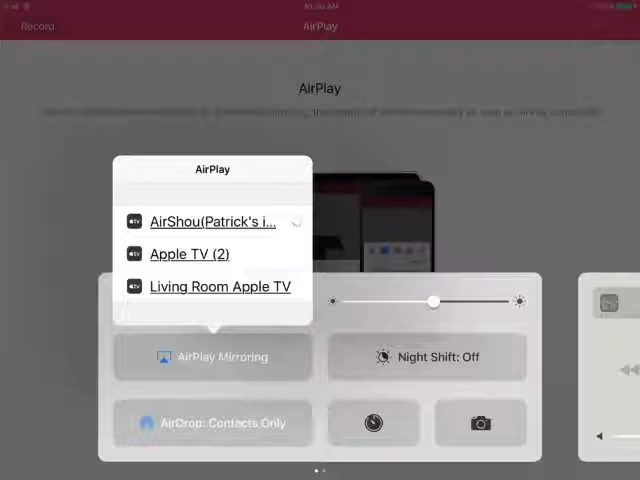 Record
AirPlay
AirPlay
AirPlay
AirShou(Patrick's i...
Apple TV (2)
Living Room Apple TV
AirPlay Mirroring
Night Shift: Off
AirDrop: Contacts Only